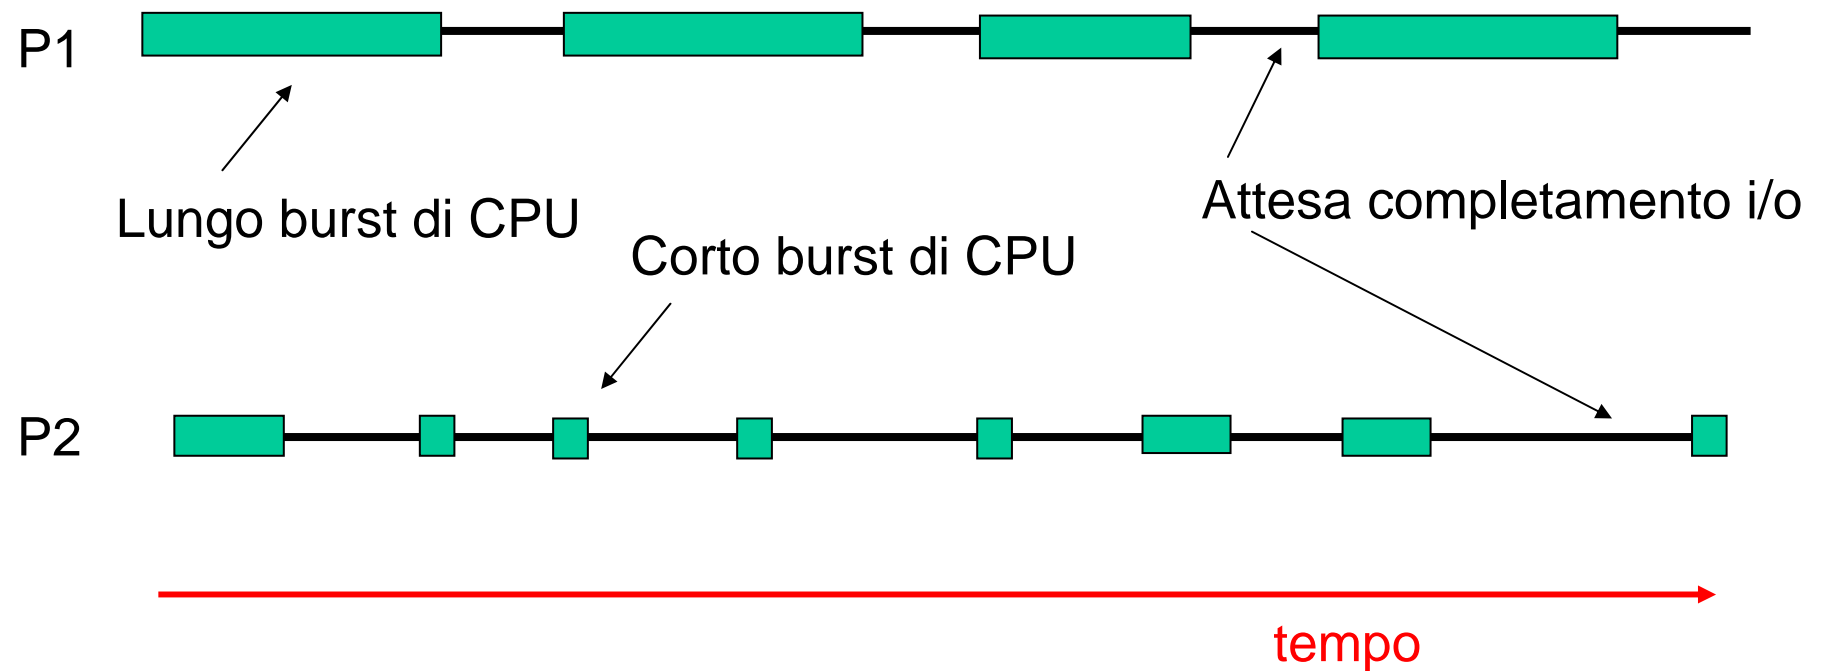 P1
Lungo burst di CPU
Attesa completamento i/o
Corto burst di CPU
P2
tempo